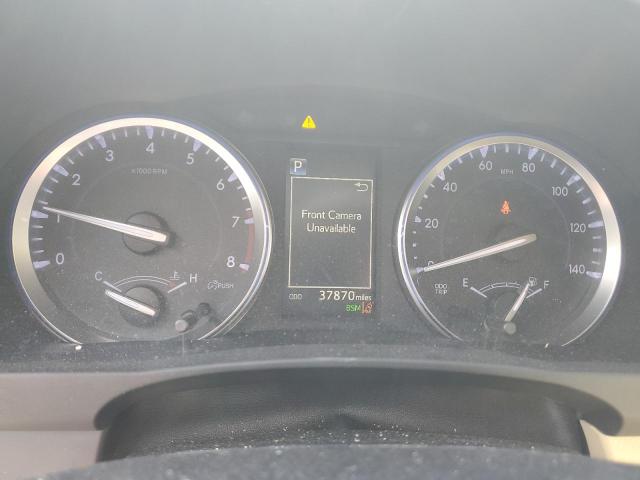 0 1 2 3 4 5 6 7 8
x1000 RPM
C H
PUSH
P
Front Camera
Unavailable
ODO 37870 miles
BSM
0 20 40 60 80 100 120 140
MPH
ODO
TRIP
E F